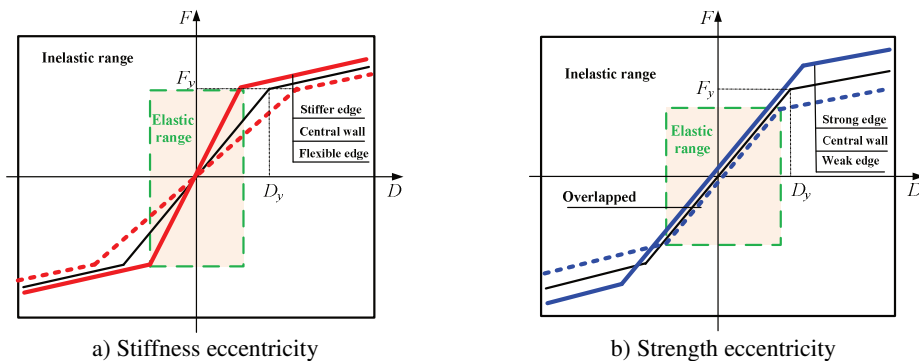 F
Inelastic range
F_y
Elastic
range
Stiffer edge
Central wall
Flexible edge
D_y
D
a) Stiffness eccentricity
F
Inelastic range
F_y
Elastic
range
Strong edge
Central wall
Weak edge
D_y
D
Overlapped
b) Strength eccentricity